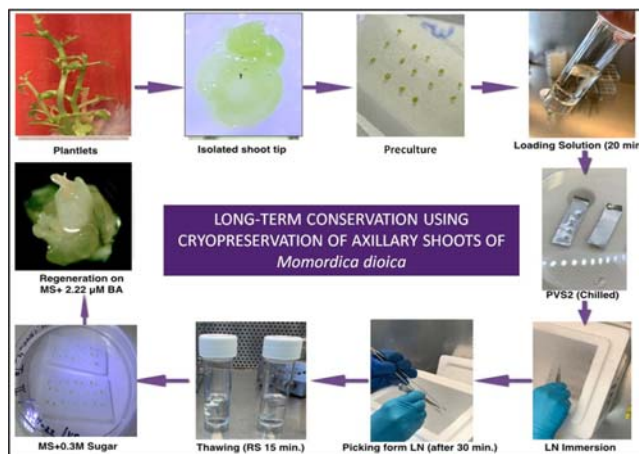 Plantlets
Isolated shoot tip
Preculture
Loading Solution (20 min
LONG-TERM CONSERVATION USING
CRYOPRESERVATION OF AXILLARY SHOOTS OF
Momordica dioica
PVS2 (Chilled)
LN Immersion
Picking form LN (after 30 min.)
Thawing (RS 15 min.)
MS+0.3M Sugar
Regeneration on
MS+ 2.22 µM BA